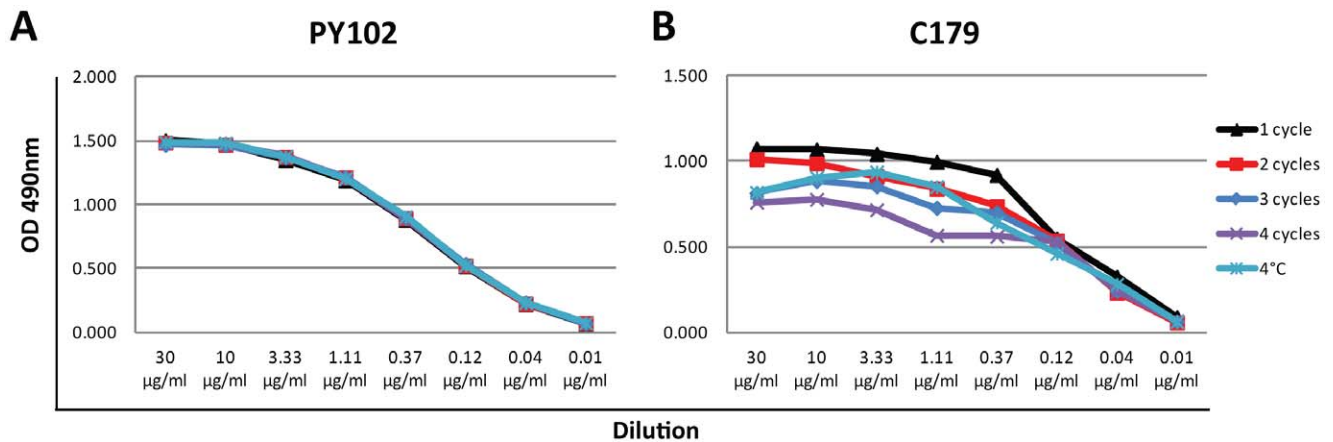 A
PY102
B
C179
OD 490nm
2.000
1.500
1.000
0.500
0.000
30 10 3.33 1.11 0.37 0.12 0.04 0.01
µg/ml µg/ml µg/ml µg/ml µg/ml µg/ml µg/ml µg/ml
1.500
1.000
0.500
0.000
30 10 3.33 1.11 0.37 0.12 0.04 0.01
µg/ml µg/ml µg/ml µg/ml µg/ml µg/ml µg/ml µg/ml
1 cycle
2 cycles
3 cycles
4 cycles
4°C
Dilution